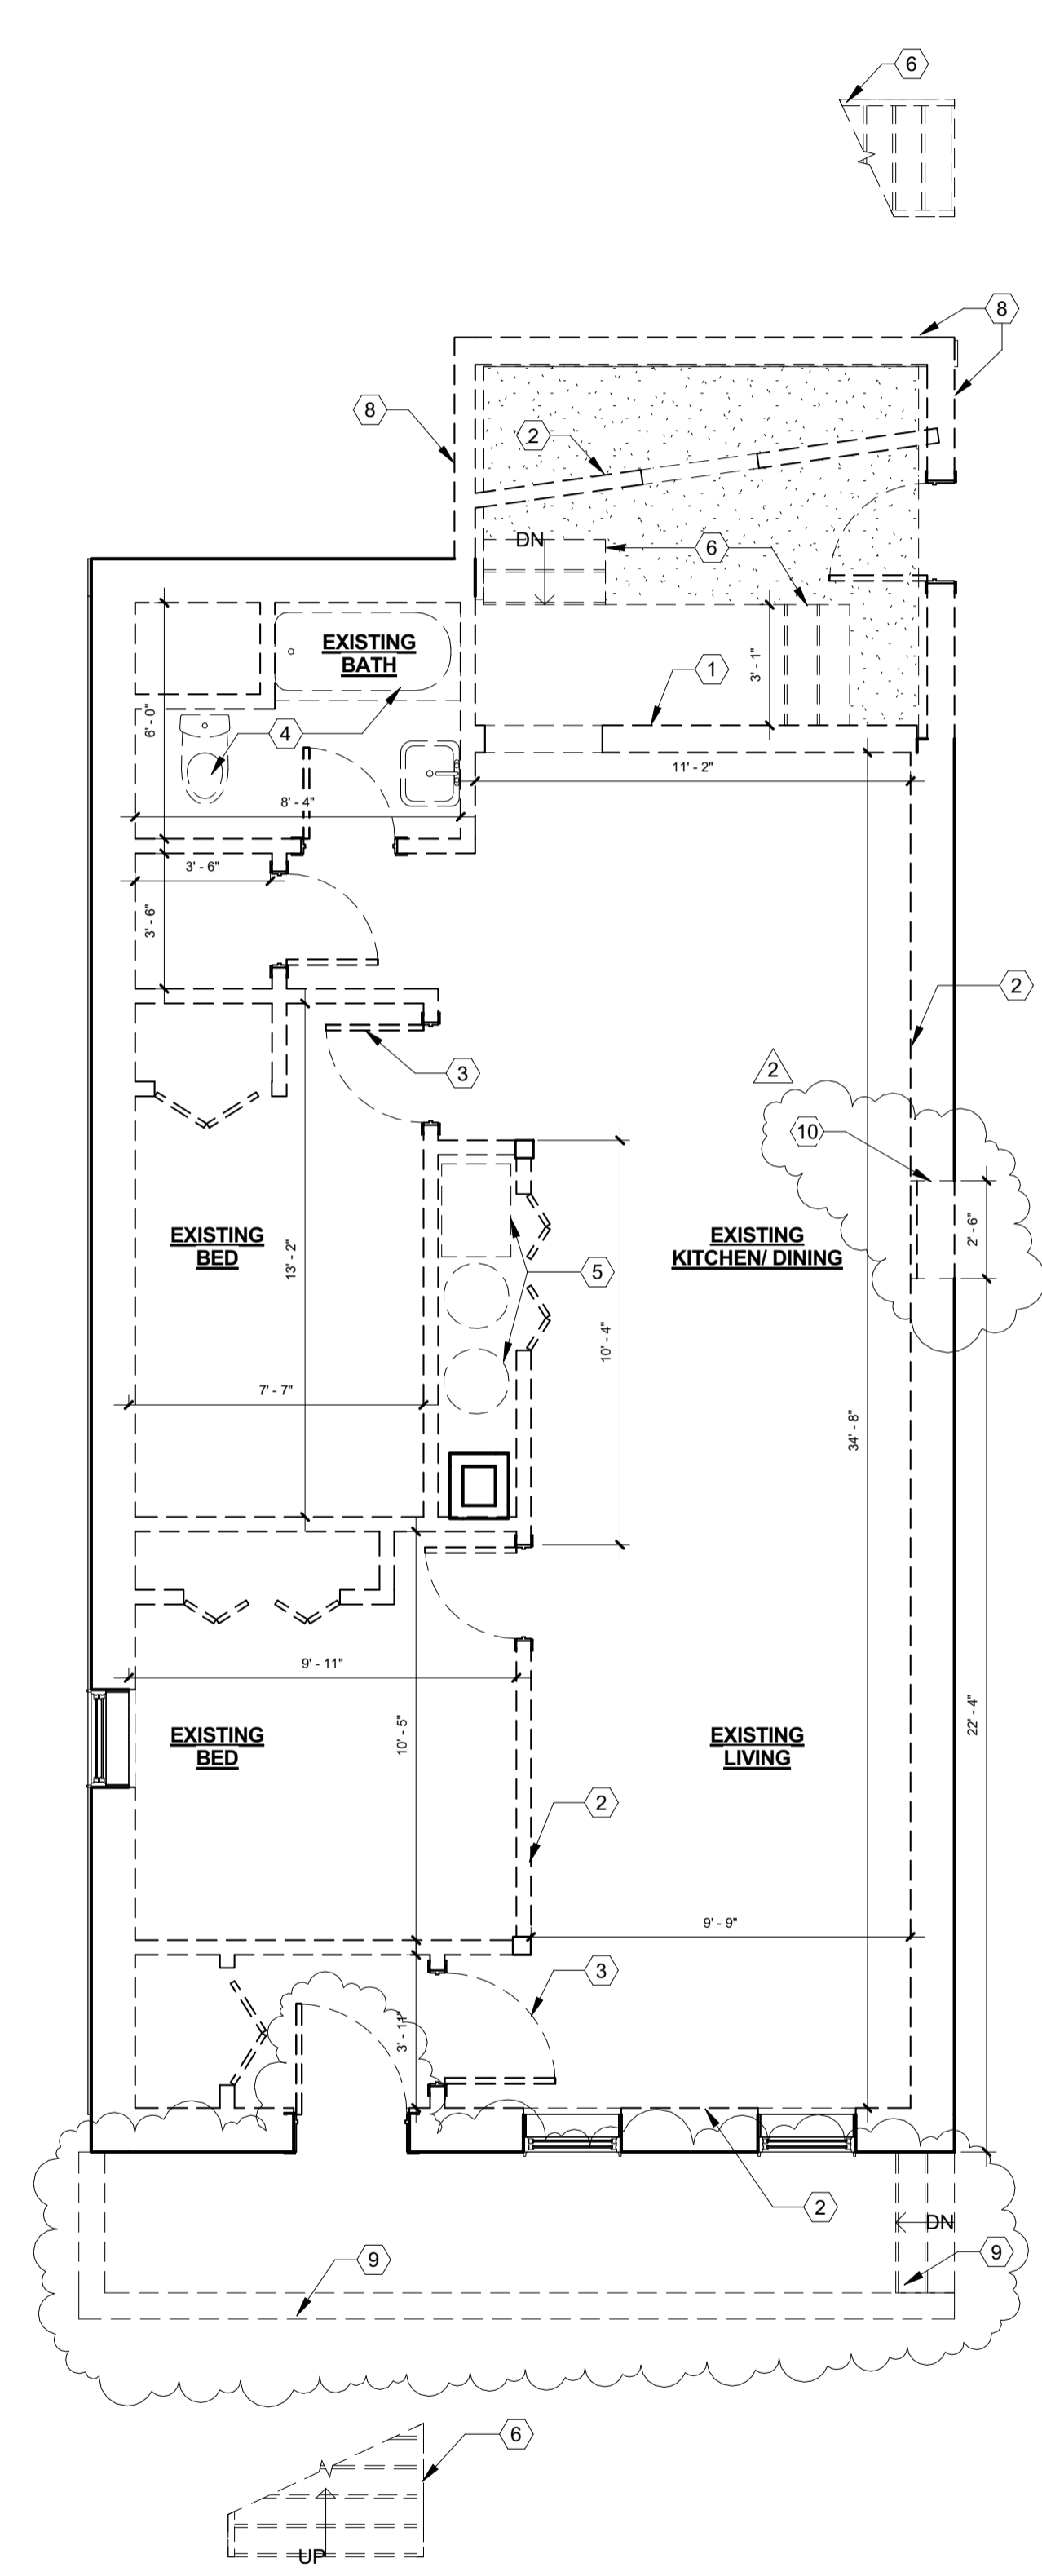 6
8
8
2
DN
6
EXISTING
BATH
1
3' - 1"
6' - 0"
4
11' - 2"
8' - 4"
3' - 6"
3' - 6"
2
3
2
10
EXISTING
BED
13' - 2"
EXISTING
KITCHEN/ DINING
2' - 6"
5
10' - 4"
7' - 7"
34' - 8"
9' - 11"
EXISTING
BED
10' - 5"
EXISTING
LIVING
22' - 4"
2
9' - 9"
3
3' - 11"
2
DN
9
9
6
UP